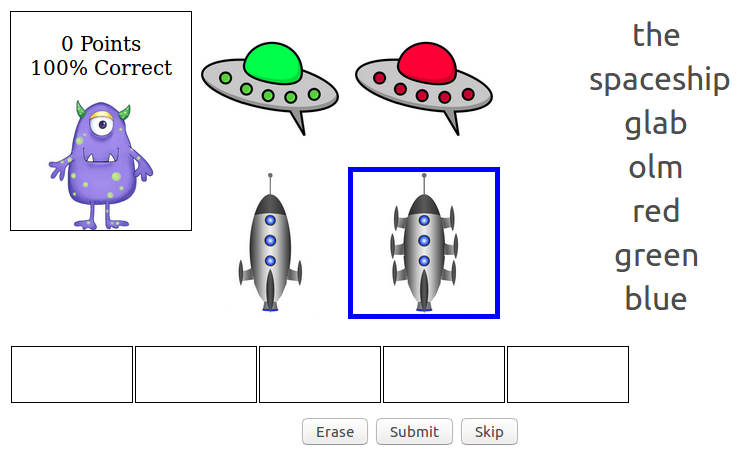 0 Points
100% Correct
the
spaceship
glab
olm
red
green
blue
Erase
Submit
Skip